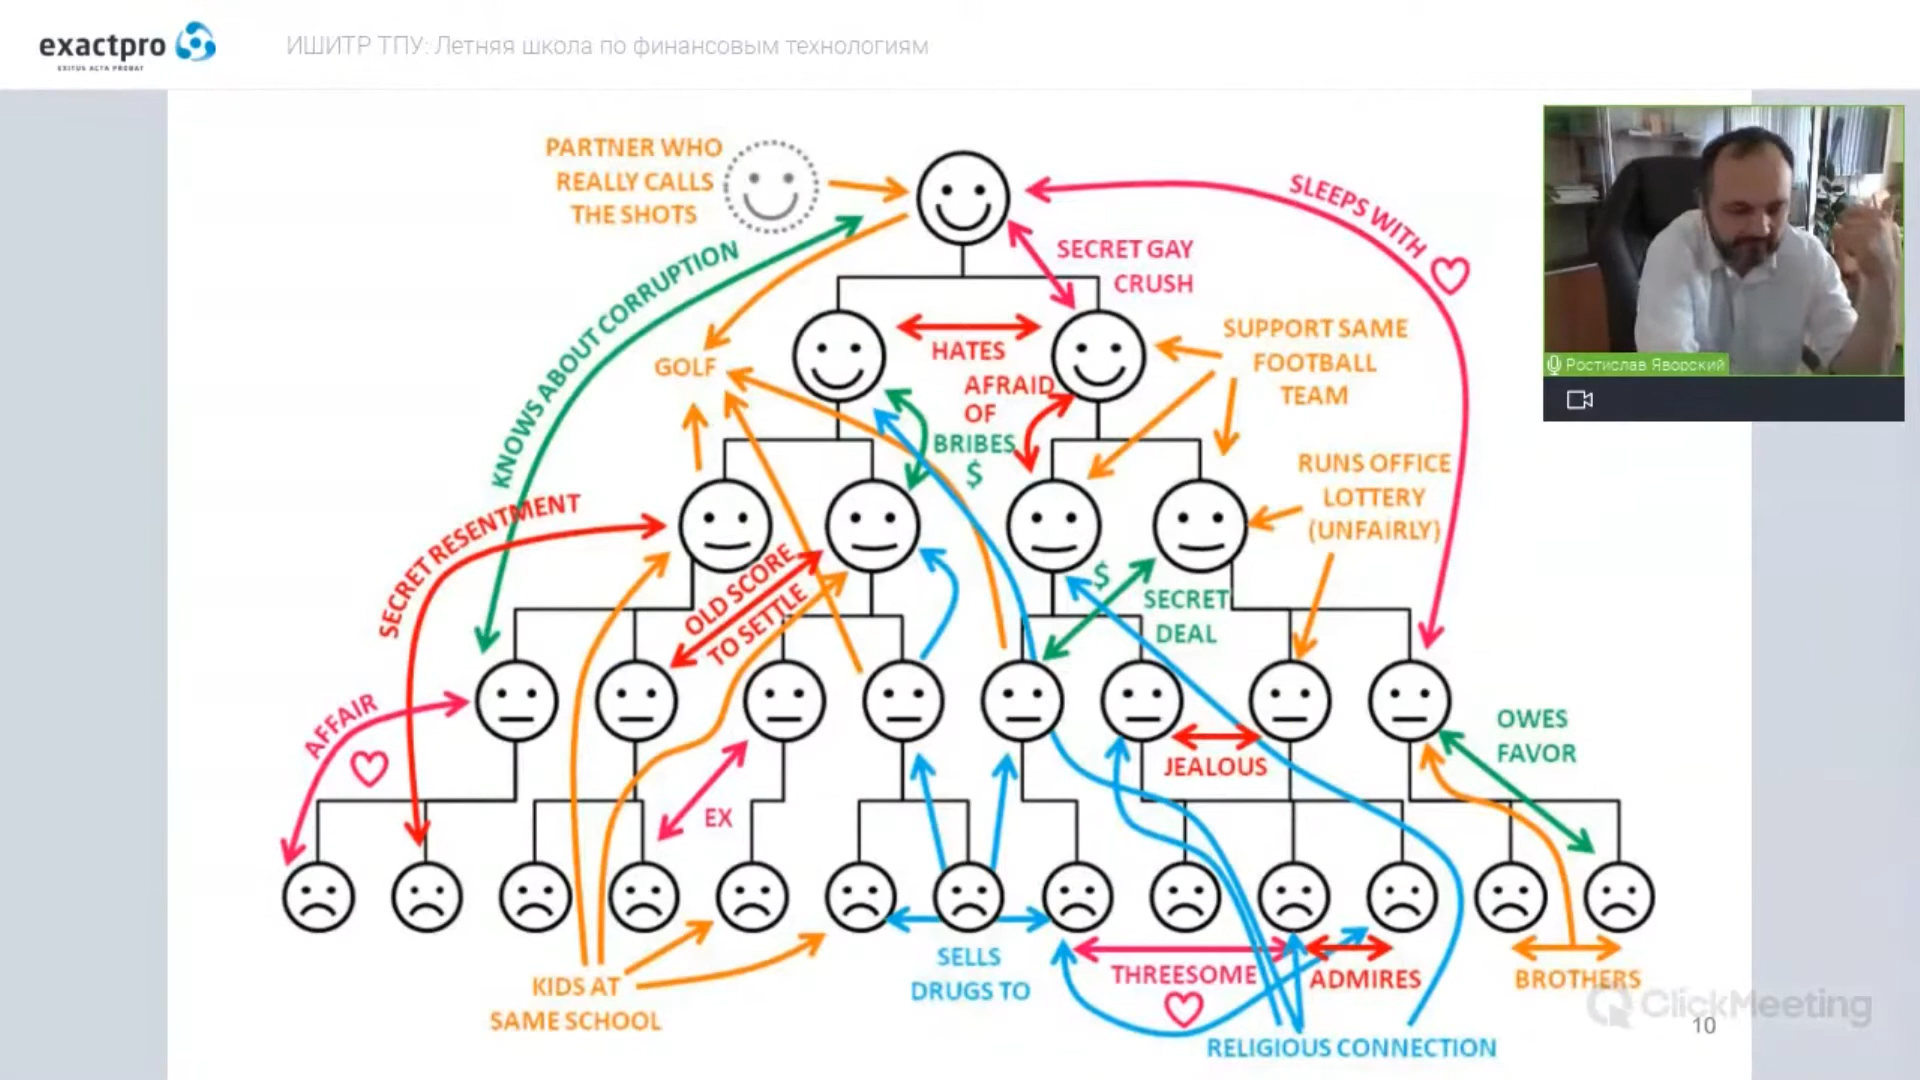 exactpro
EXITUS ACTA PROBAT
ИШИТР ТПУ: Летняя школа по финансовым технологиям
PARTNER WHO
REALLY CALLS
THE SHOTS
SLEEPS WITH
SECRET GAY
CRUSH
KNOWS ABOUT CORRUPTION
HATES
SUPPORT SAME
FOOTBALL
TEAM
Ростислав Яворский
GOLF
AFRAID
OF
BRIBES
$
RUNS OFFICE
LOTTERY
(UNFAIRLY)
SECRET RESENTMENT
OLD SCORE
TO SETTLE
$
SECRET
DEAL
AFFAIR
OWES
FAVOR
JEALOUS
EX
KIDS AT
SAME SCHOOL
SELLS
DRUGS TO
THREESOME
ADMIRES
BROTHERS
RELIGIOUS CONNECTION
ClickMeeting
10